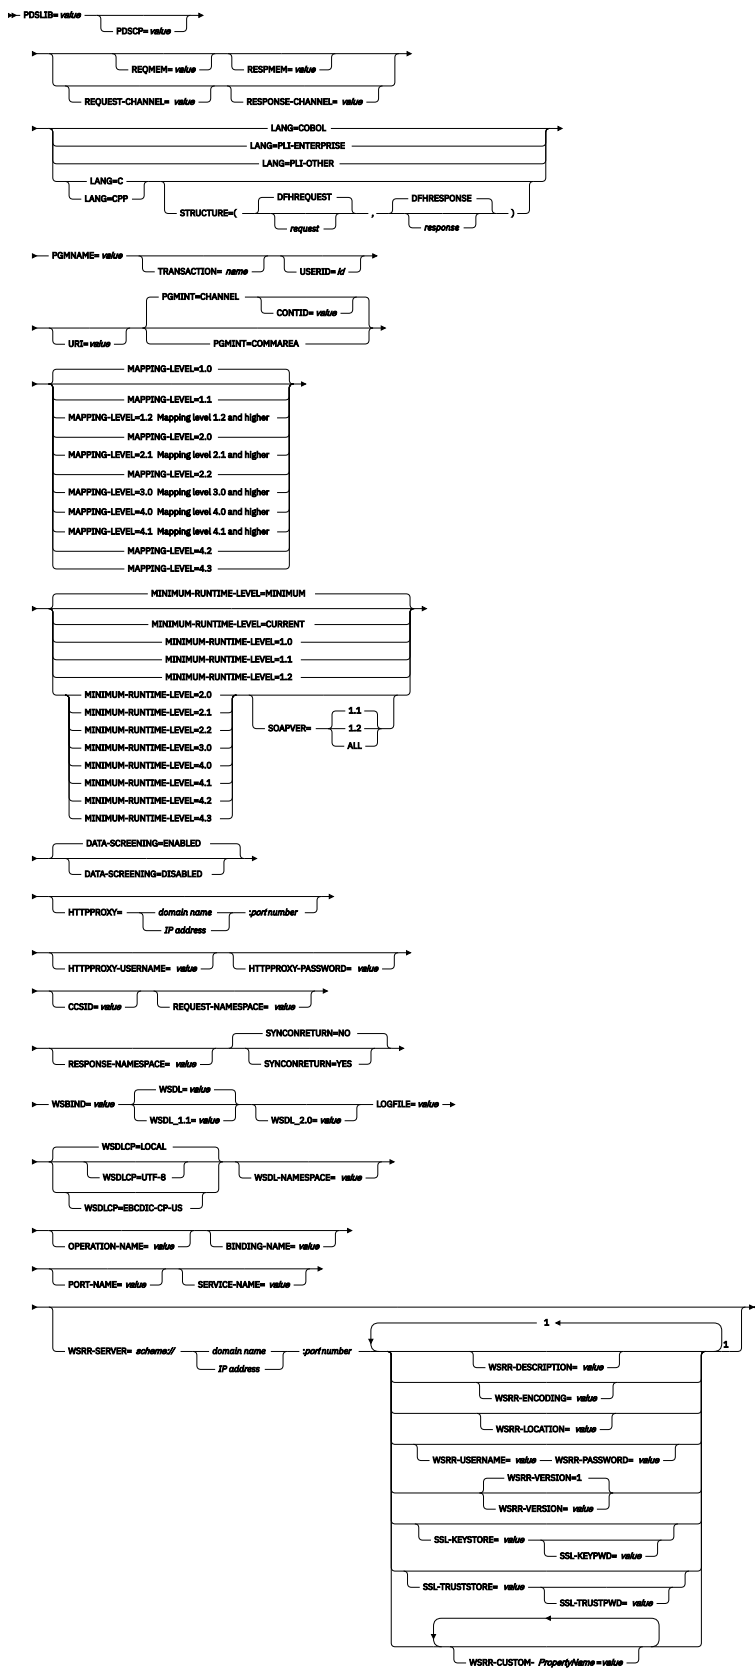 PDSLIB= value
PDSCP= value
REQMEM= value
RESPMEM= value
REQUEST-CHANNEL= value
RESPONSE-CHANNEL= value
LANG=COBOL
LANG=PLI-ENTERPRISE
LANG=PLI-OTHER
LANG=C
LANG=CPP
STRUCTURE=( DFHREQUEST request , DFHRESPONSE response )
PGMNAME= value
TRANSACTION= name
USERID= id
PGMINT=CHANNEL
CONTID= value
URI= value
PGMINT=COMMAREA
MAPPING-LEVEL=1.0
MAPPING-LEVEL=1.1
MAPPING-LEVEL=1.2 Mapping level 1.2 and higher
MAPPING-LEVEL=2.0
MAPPING-LEVEL=2.1 Mapping level 2.1 and higher
MAPPING-LEVEL=2.2
MAPPING-LEVEL=3.0 Mapping level 3.0 and higher
MAPPING-LEVEL=4.0 Mapping level 4.0 and higher
MAPPING-LEVEL=4.1 Mapping level 4.1 and higher
MAPPING-LEVEL=4.2
MAPPING-LEVEL=4.3
MINIMUM-RUNTIME-LEVEL=MINIMUM
MINIMUM-RUNTIME-LEVEL=CURRENT
MINIMUM-RUNTIME-LEVEL=1.0
MINIMUM-RUNTIME-LEVEL=1.1
MINIMUM-RUNTIME-LEVEL=1.2
MINIMUM-RUNTIME-LEVEL=2.0
MINIMUM-RUNTIME-LEVEL=2.1
MINIMUM-RUNTIME-LEVEL=2.2
MINIMUM-RUNTIME-LEVEL=3.0
MINIMUM-RUNTIME-LEVEL=4.0
MINIMUM-RUNTIME-LEVEL=4.1
MINIMUM-RUNTIME-LEVEL=4.2
MINIMUM-RUNTIME-LEVEL=4.3
SOAPVER=
1.1
1.2
ALL
DATA-SCREENING=ENABLED
DATA-SCREENING=DISABLED
HTTPPROXY= domain name :portnumber
IP address
HTTPPROXY-USERNAME= value
HTTPPROXY-PASSWORD= value
CCSID= value
REQUEST-NAMESPACE= value
SYNCONRETURN=NO
RESPONSE-NAMESPACE= value
SYNCONRETURN=YES
WSDL= value
WSBIND= value
LOGFILE= value
WSDL_1.1= value
WSDL_2.0= value
WSDLCP=LOCAL
WSDLCP=UTF-8
WSDL-NAMESPACE= value
WSDLCP=EBCDIC-CP-US
OPERATION-NAME= value
BINDING-NAME= value
PORT-NAME= value
SERVICE-NAME= value
1
1
WSRR-SERVER= scheme:// domain name :portnumber
IP address
WSRR-DESCRIPTION= value
WSRR-ENCODING= value
WSRR-LOCATION= value
WSRR-USERNAME= value WSRR-PASSWORD= value
WSRR-VERSION=1
WSRR-VERSION= value
SSL-KEYSTORE= value
SSL-KEYPWD= value
SSL-TRUSTSTORE= value
SSL-TRUSTPWD= value
WSRR-CUSTOM- PropertyName=value